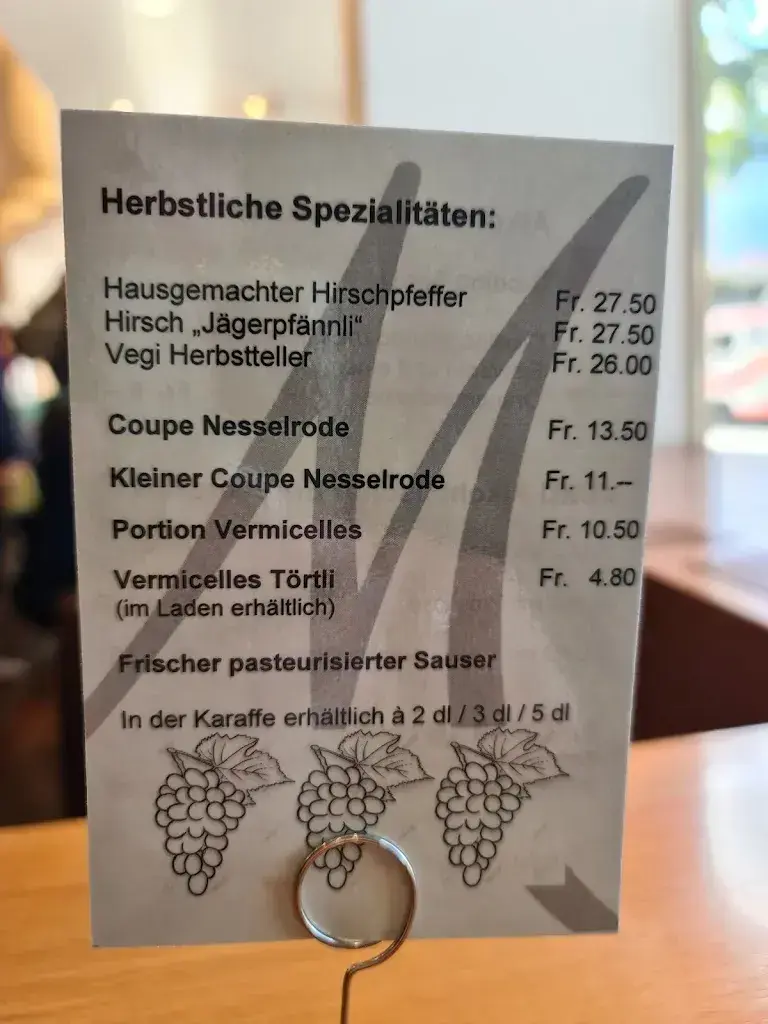 Herbstliche Spezialitäten:
Hausgemachter Hirschpfeffer Fr. 27.50
Hirsch „Jägerpfännli“ Fr. 27.50
Vegi Herbstteller Fr. 26.00
Coupe Nesselrode Fr. 13.50
Kleiner Coupe Nesselrode Fr. 11.--
Portion Vermicelles Fr. 10.50
Vermicelles Törtli Fr. 4.80
(im Laden erhältlich)
Frischer pasteurisierter Sauser
In der Karaffe erhältlich à 2 dl / 3 dl / 5 dl